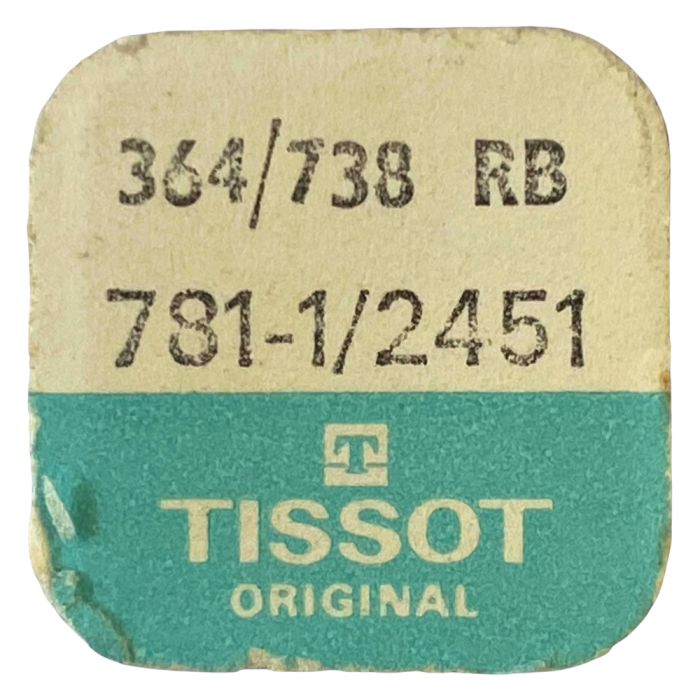 364/738 RB
781-1/2451
T
TISSOT
ORIGINAL